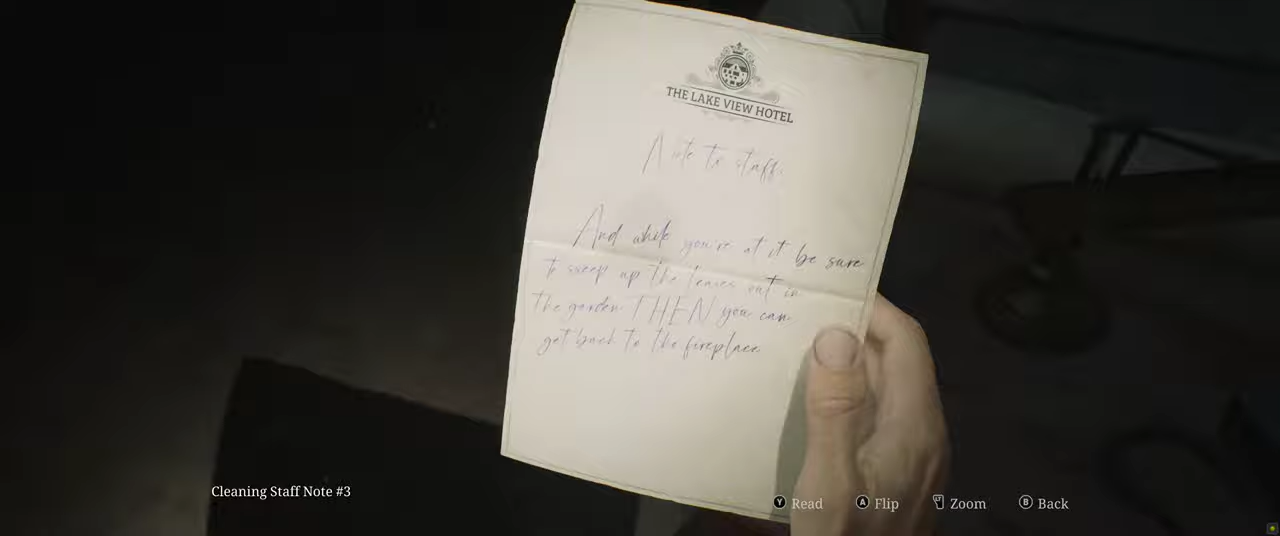 THE LAKE VIEW HOTEL
Note to staff:
And while you're at it be sure
to sweep up the leaves out in
the garden THEN you can
get back to the fireplace
Cleaning Staff Note #3
Y Read A Flip LT Zoom B Back